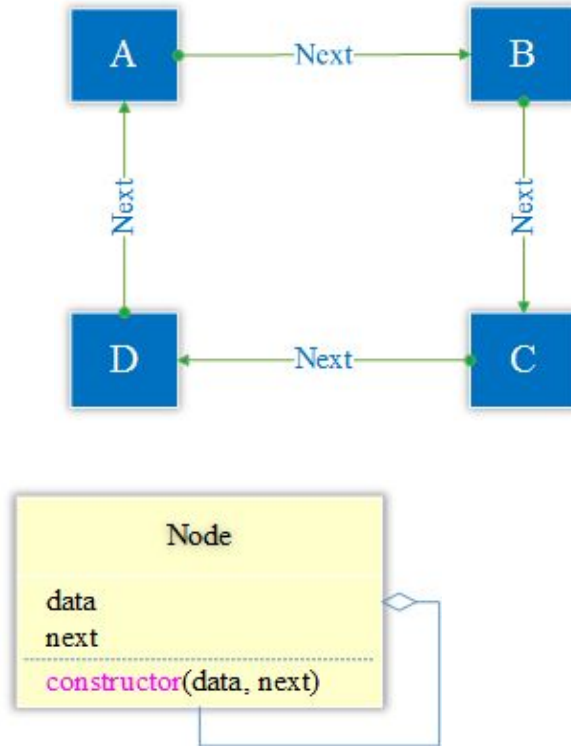 A
Next
B
Next
Next
D
Next
C
Node
data
next
constructor(data, next)